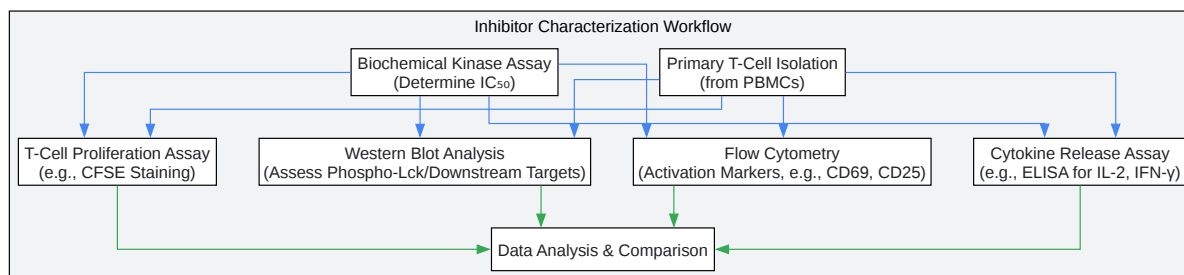 Inhibitor Characterization Workflow
Biochemical Kinase Assay
(Determine IC₅₀)
Primary T-Cell Isolation
(from PBMCs)
T-Cell Proliferation Assay
(e.g., CFSE Staining)
Western Blot Analysis
(Assess Phospho-Lck/Downstream Targets)
Flow Cytometry
(Activation Markers, e.g., CD69, CD25)
Cytokine Release Assay
(e.g., ELISA for IL-2, IFN-γ)
Data Analysis & Comparison